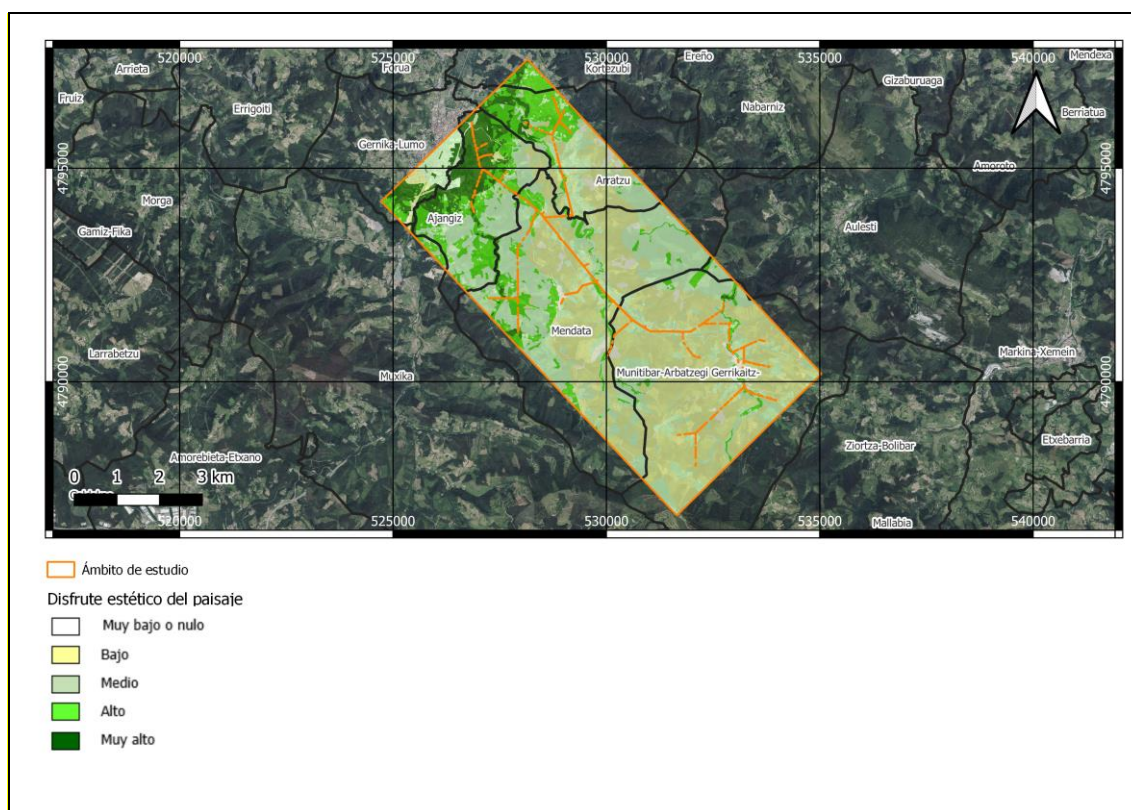 520000
525000
530000
535000
540000
Mendexa
Arrieta
Forua
Kortezubi
Ereño
Gizaburuaga
Fruiz
Errigoiti
Nabarniz
Berriatua
Gernika-Lumo
4795000
4795000
Arratzu
Amoroto
Morga
Ajangiz
Aulesti
Gamiz-Fika
Mendata
Larrabetzu
Markina-Xemein
Muxika
Munitibar-Arbatzegi Gerrikaitz-
4790000
4790000
Amorebieta-Etxano
Ziortza-Bolibar
Etxebarria
0 1 2 3 km
520000
525000
530000
535000
540000
Mallabia
Ámbito de estudio
Disfrute estético del paisaje
Muy bajo o nulo
Bajo
Medio
Alto
Muy alto